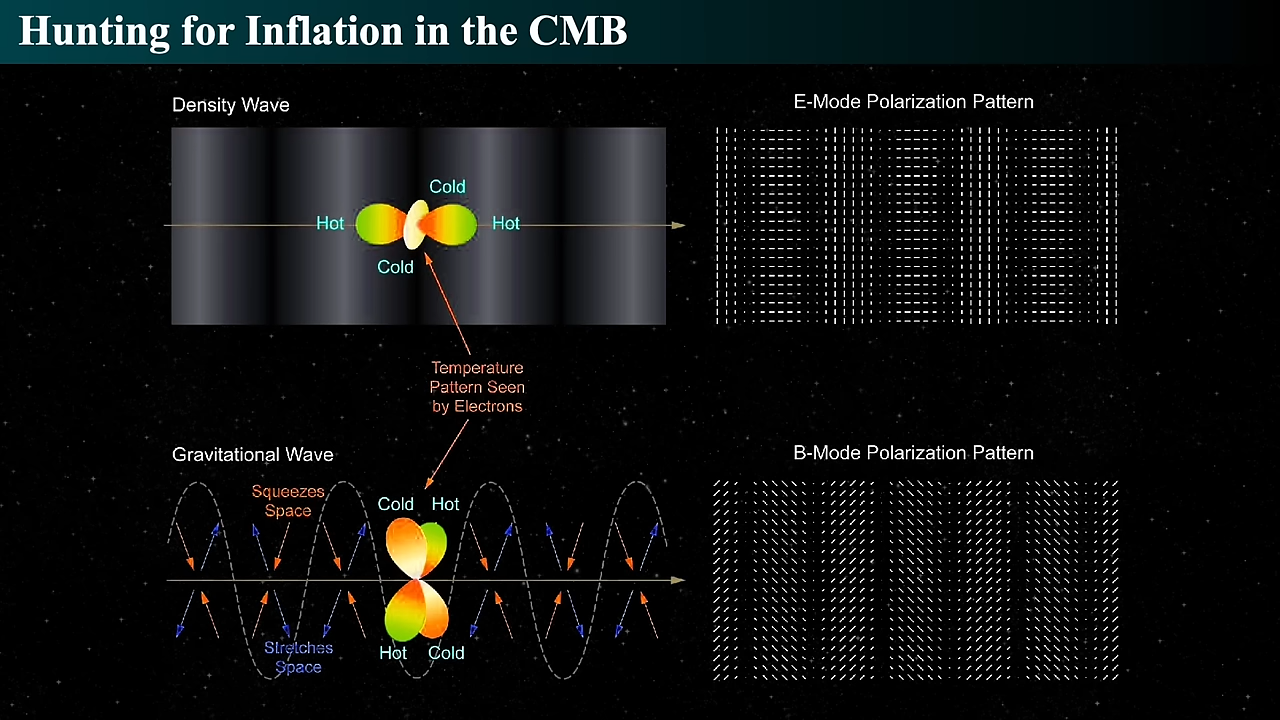 Hunting for Inflation in the CMB
Density Wave
E-Mode Polarization Pattern
Cold
Hot
Hot
Cold
Temperature
Pattern Seen
by Electrons
Gravitational Wave
B-Mode Polarization Pattern
Squeezes
Space
Cold
Hot
Stretches
Space
Hot
Cold